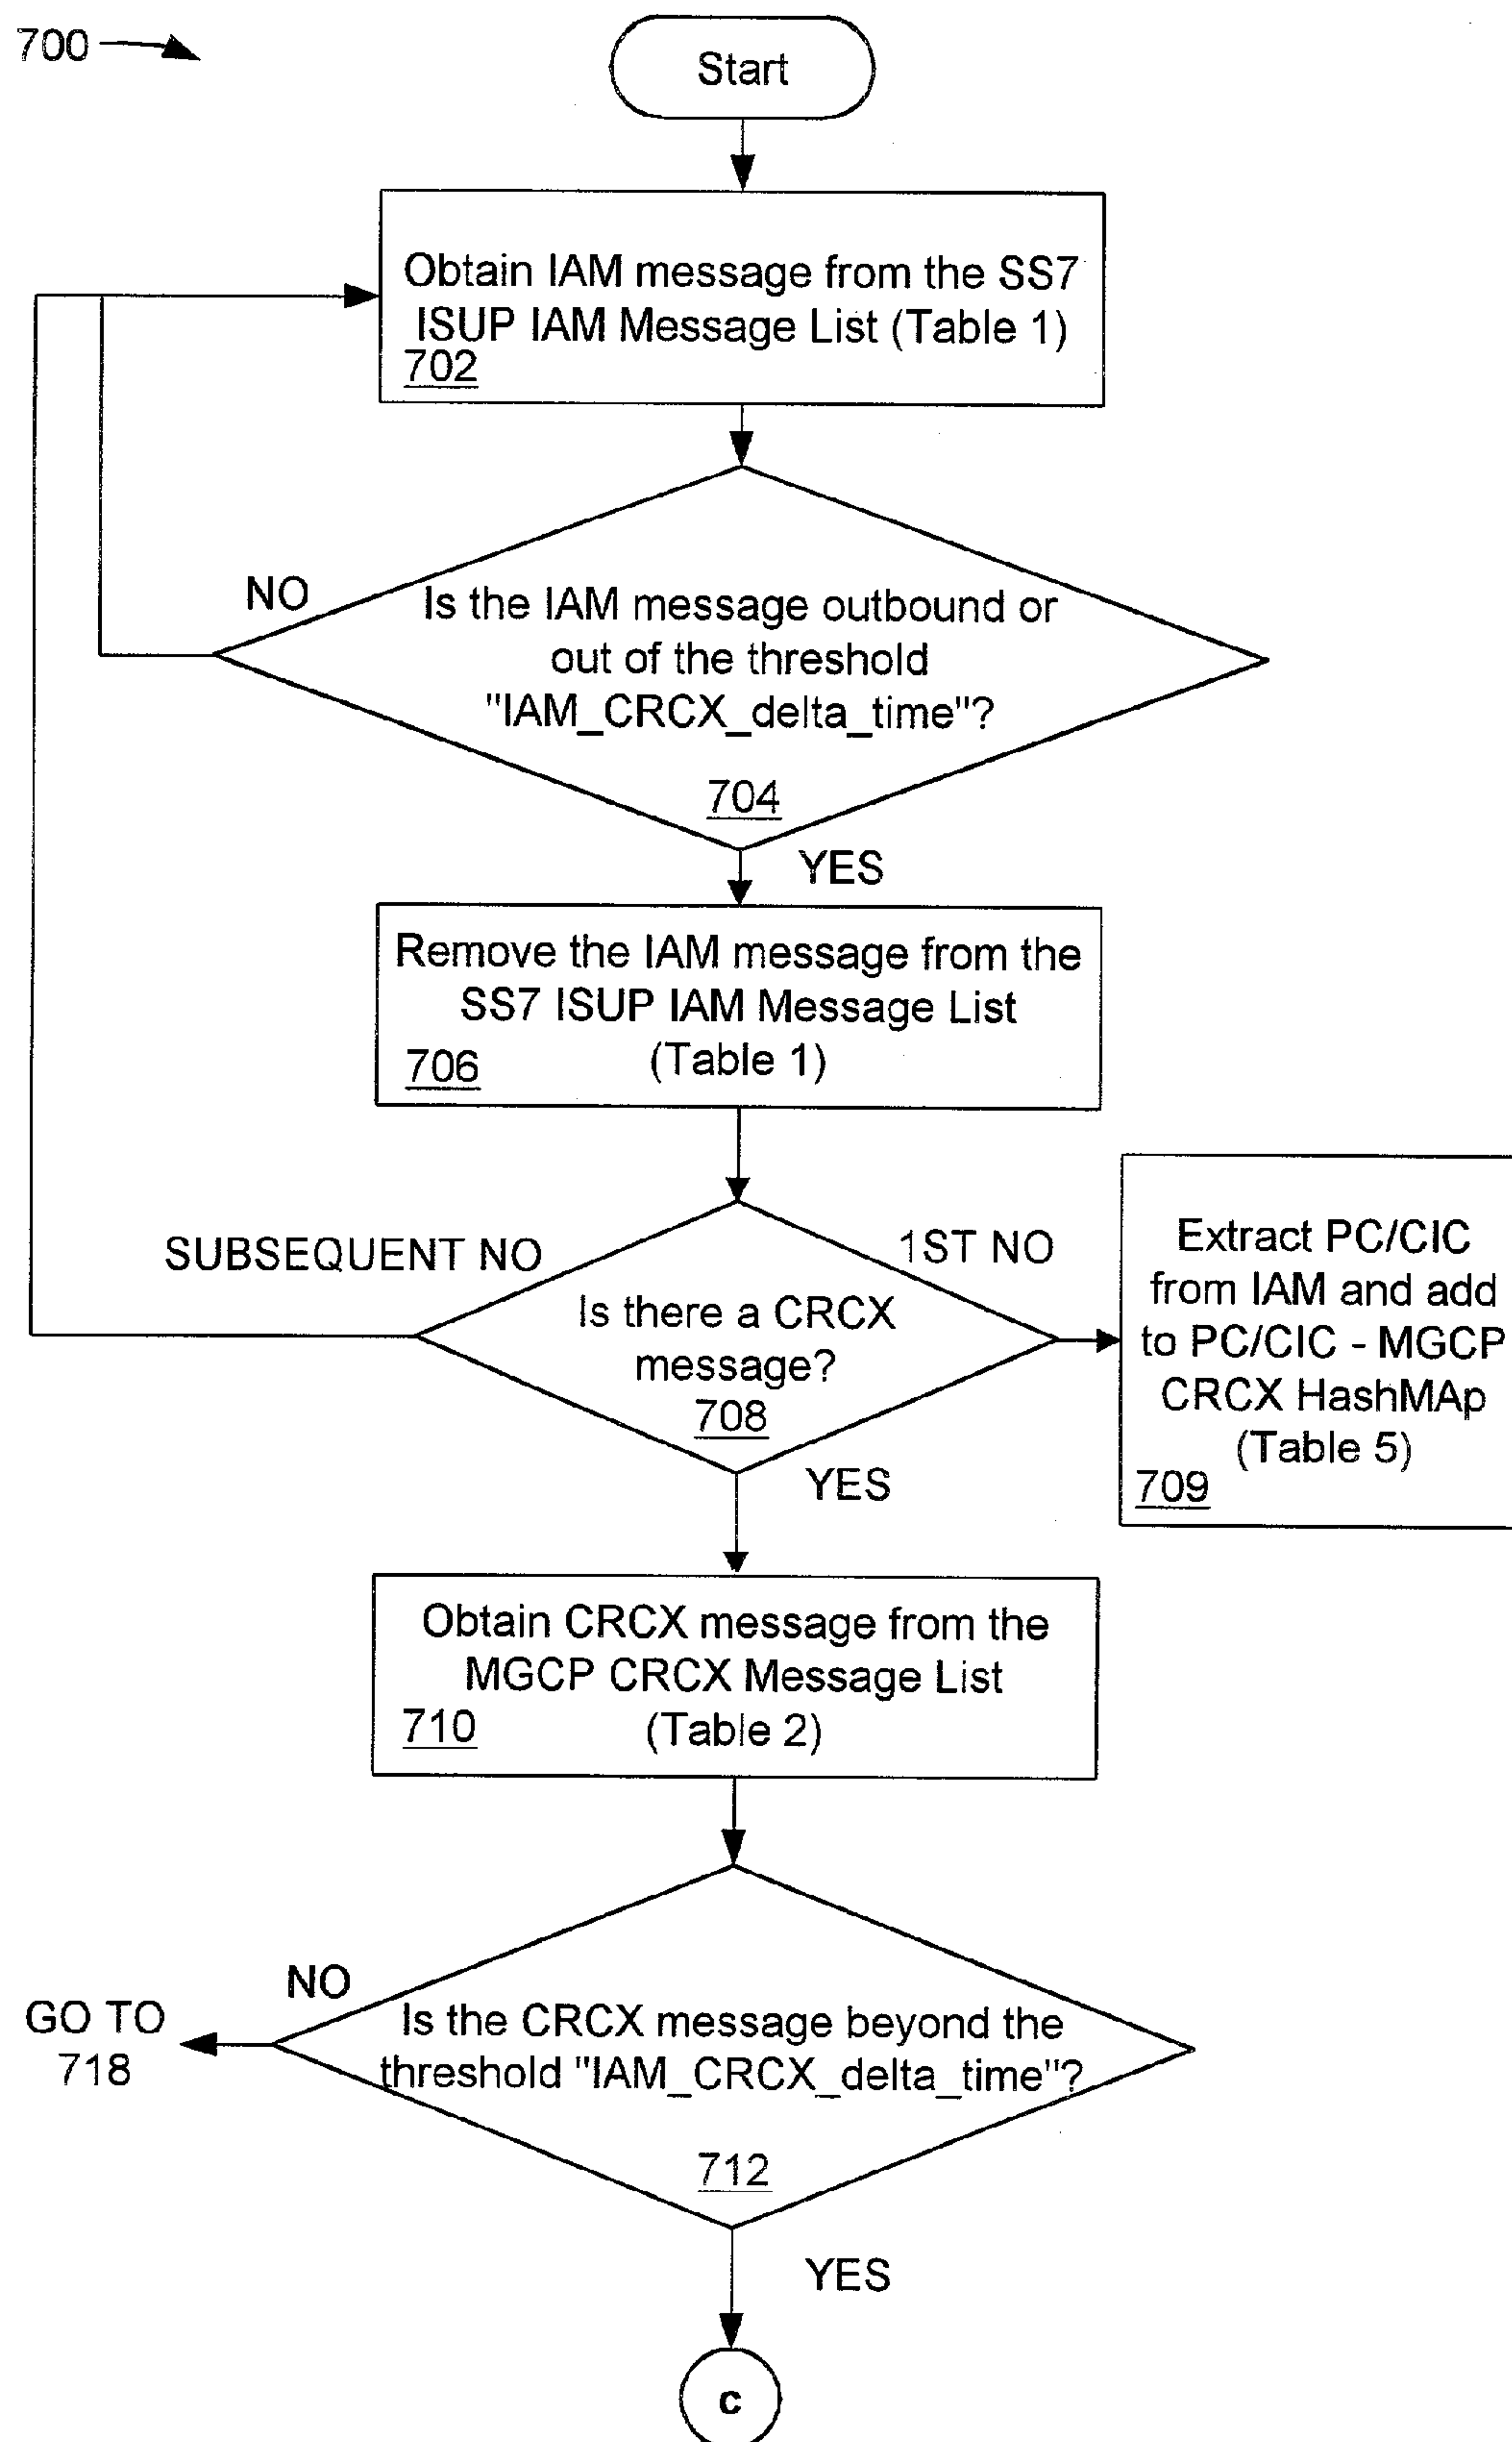 700
Start
Obtain IAM message from the SS7
ISUP IAM Message List (Table 1)
702
NO
Is the IAM message outbound or
out of the threshold
"IAM_CRCX_delta_time"?
704
YES
Remove the IAM message from the
SS7 ISUP IAM Message List
(Table 1)
706
SUBSEQUENT NO
1ST NO
Is there a CRCX
message?
708
Extract PC/CIC
from IAM and add
to PC/CIC - MGCP
CRCX HashMAp
(Table 5)
709
YES
Obtain CRCX message from the
MGCP CRCX Message List
(Table 2)
710
NO
GO TO
718
Is the CRCX message beyond the
threshold "IAM_CRCX_delta_time"?
712
YES
c